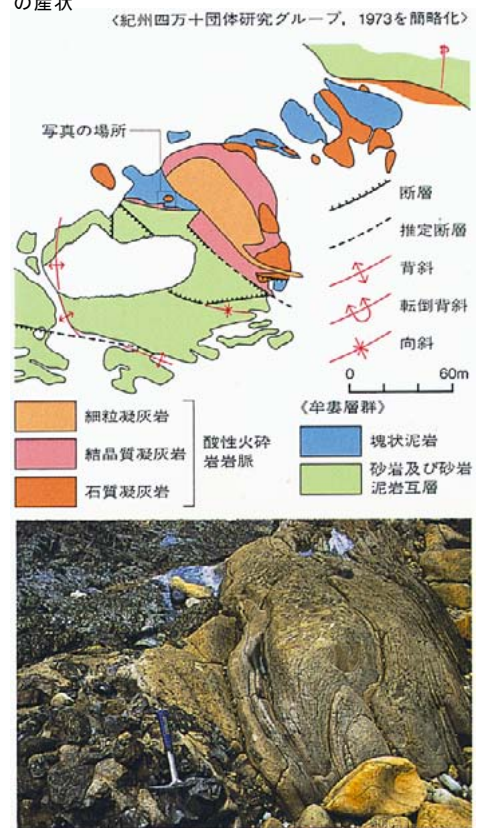 の産状
〈紀州四万十団体研究グループ，1973を簡略化〉
写真の場所
断層
推定断層
背斜
転倒背斜
向斜
0 60m
細粒凝灰岩
結晶質凝灰岩
石質凝灰岩
酸性火砕
岩岩脈
《牟婁層群》
塊状泥岩
砂岩及び砂岩
泥岩互層